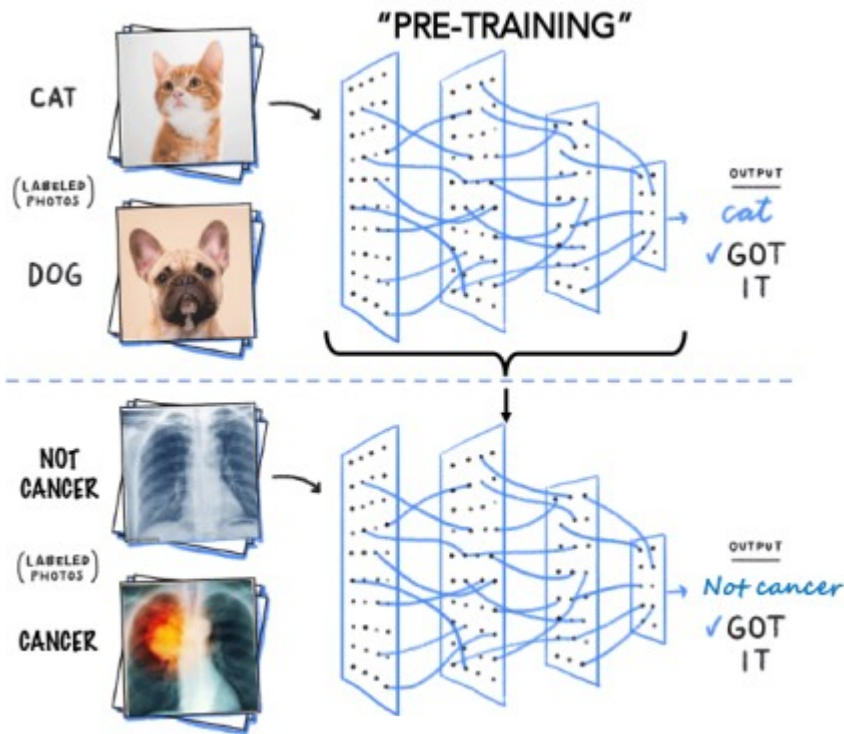 "PRE-TRAINING"
CAT
(LABELED
PHOTOS)
DOG
OUTPUT
cat
✓GOT
IT
NOT
CANCER
(LABELED
PHOTOS)
CANCER
OUTPUT
Not cancer
✓GOT
IT